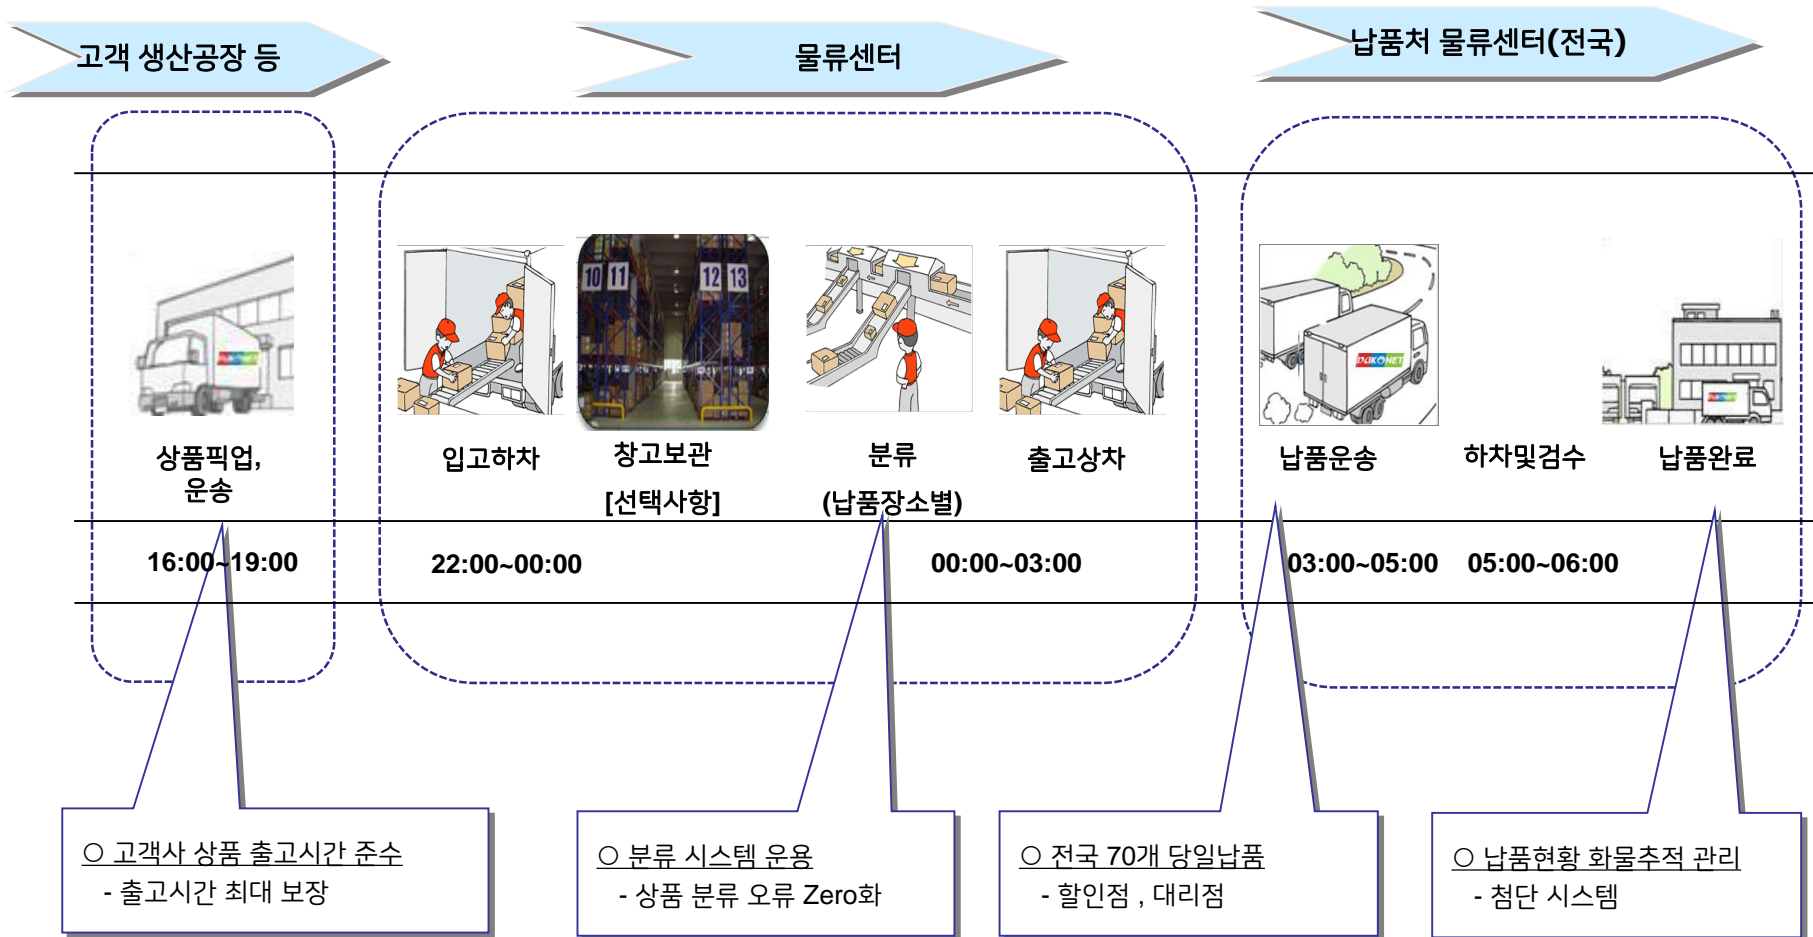 고객 생산공장 등
물류센터
납품처 물류센터(전국)
10 11
12 13
DAKONET
상품픽업,
운송
입고하차
창고보관
[선택사항]
분류
(납품장소별)
출고상차
납품운송
하차및검수
납품완료
16:00~19:00
22:00~00:00
00:00~03:00
03:00~05:00
05:00~06:00
○ 고객사 상품 출고시간 준수
- 출고시간 최대 보장
○ 분류 시스템 운용
- 상품 분류 오류 Zero화
○ 전국 70개 당일납품
- 할인점 , 대리점
○ 납품현황 화물추적 관리
- 첨단 시스템